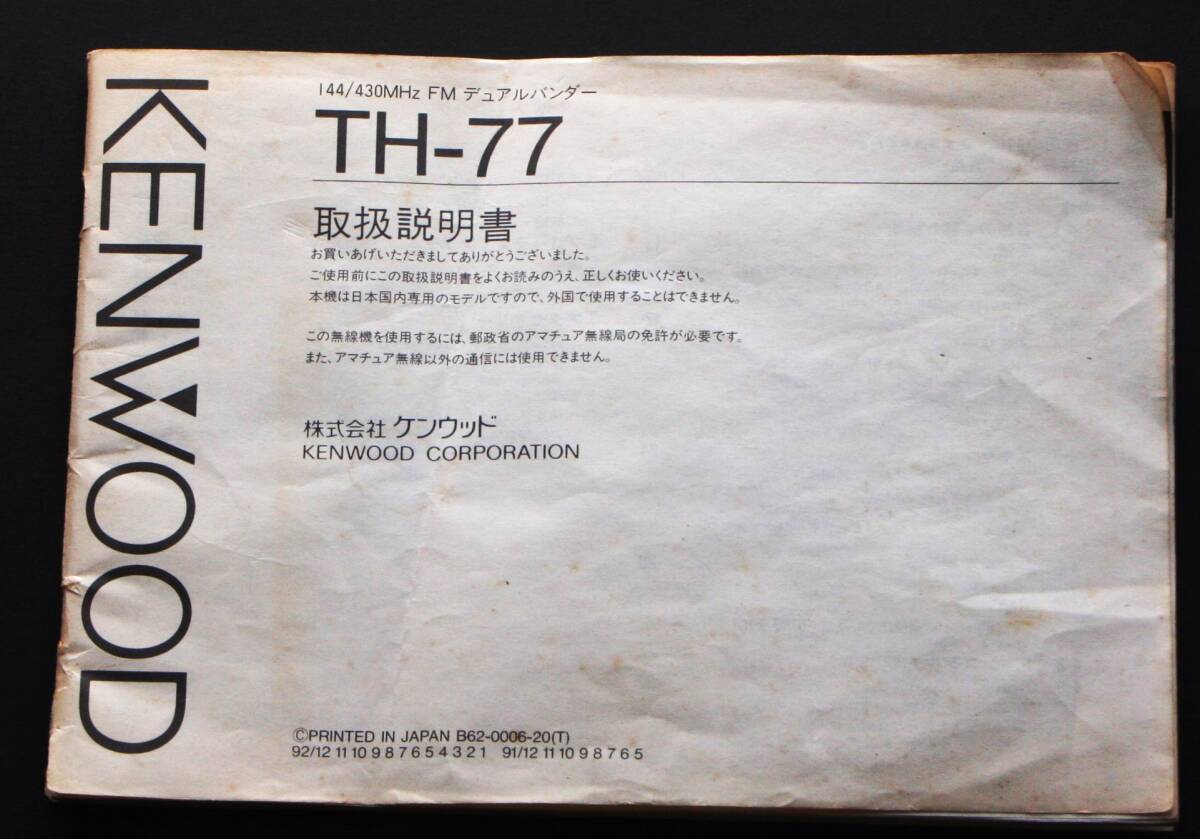 KENWOOD
144/430MHz FM デュアルバンダー
TH-77
取扱説明書
お買いあげいただきましてありがとうございました。
ご使用前にこの取扱説明書をよくお読みのうえ、正しくお使いください。
本機は日本国内専用のモデルですので、外国で使用することはできません。
この無線機を使用するには、郵政省のアマチュア無線局の免許が必要です。
また、アマチュア無線以外の通信には使用できません。
株式会社 ケンウッド
KENWOOD CORPORATION
©PRINTED IN JAPAN B62-0006-20(T)
92/12 11 10 9 8 7 6 5 4 3 2 1 91/12 11 10 9 8 7 6 5